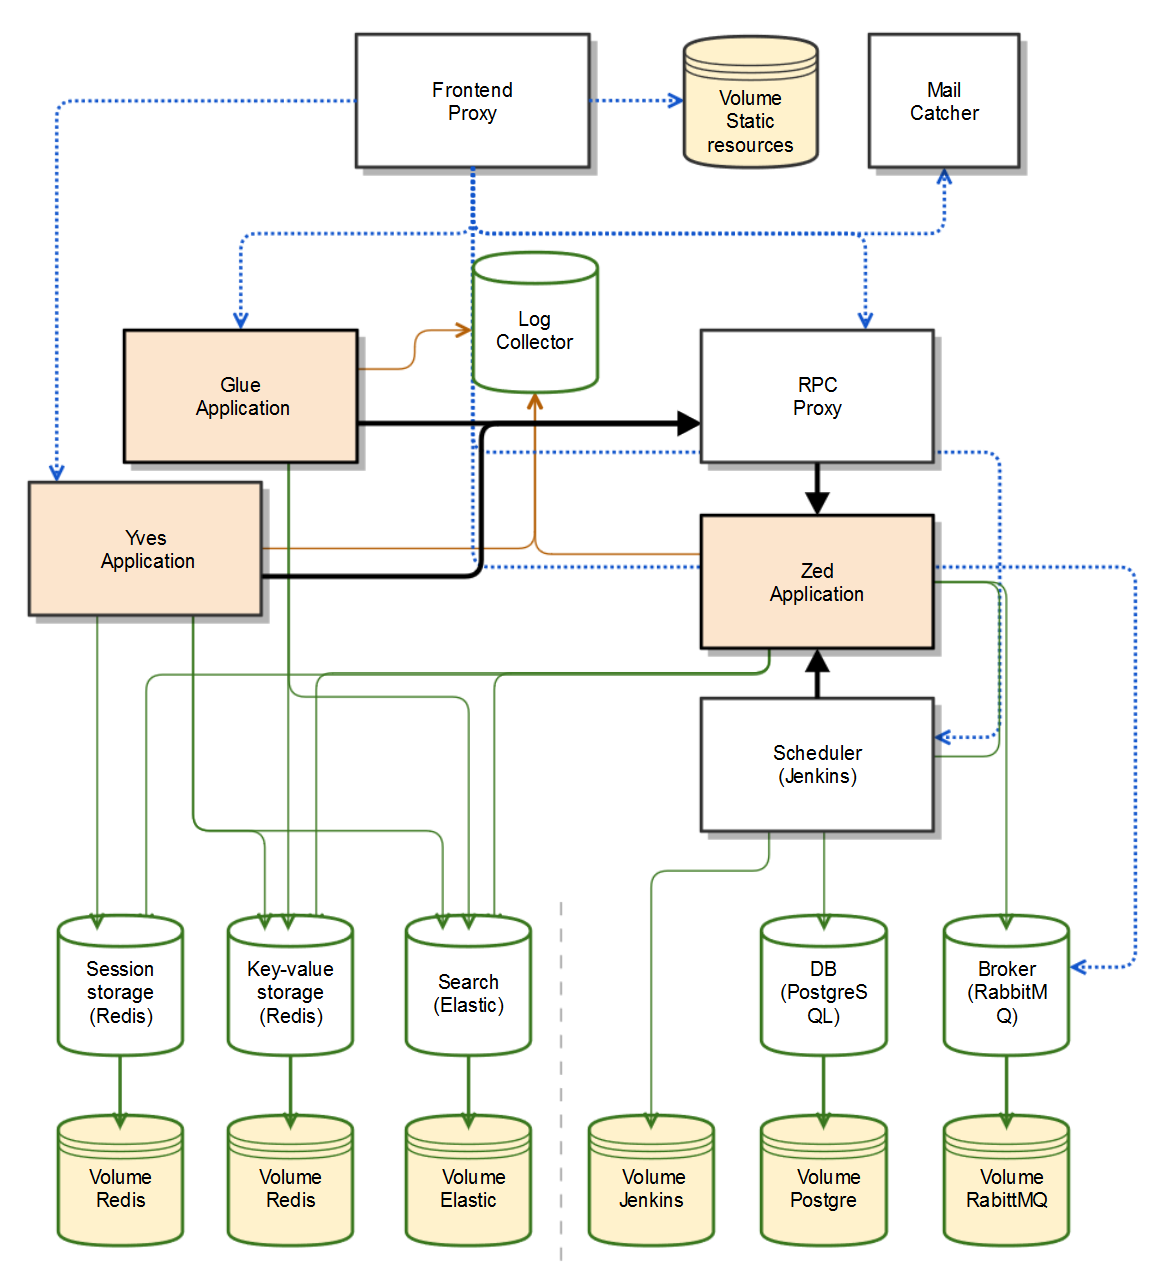 Frontend
Proxy
Volume
Static
resources
Mail
Catcher
Log
Collector
Glue
Application
RPC
Proxy
Yves
Application
Zed
Application
Scheduler
(Jenkins)
Session
storage
(Redis)
Key-value
storage
(Redis)
Search
(Elastic)
DB
(PostgreS
QL)
Broker
(RabbitM
Q)
Volume
Redis
Volume
Redis
Volume
Elastic
Volume
Jenkins
Volume
Postgre
Volume
RabittMQ